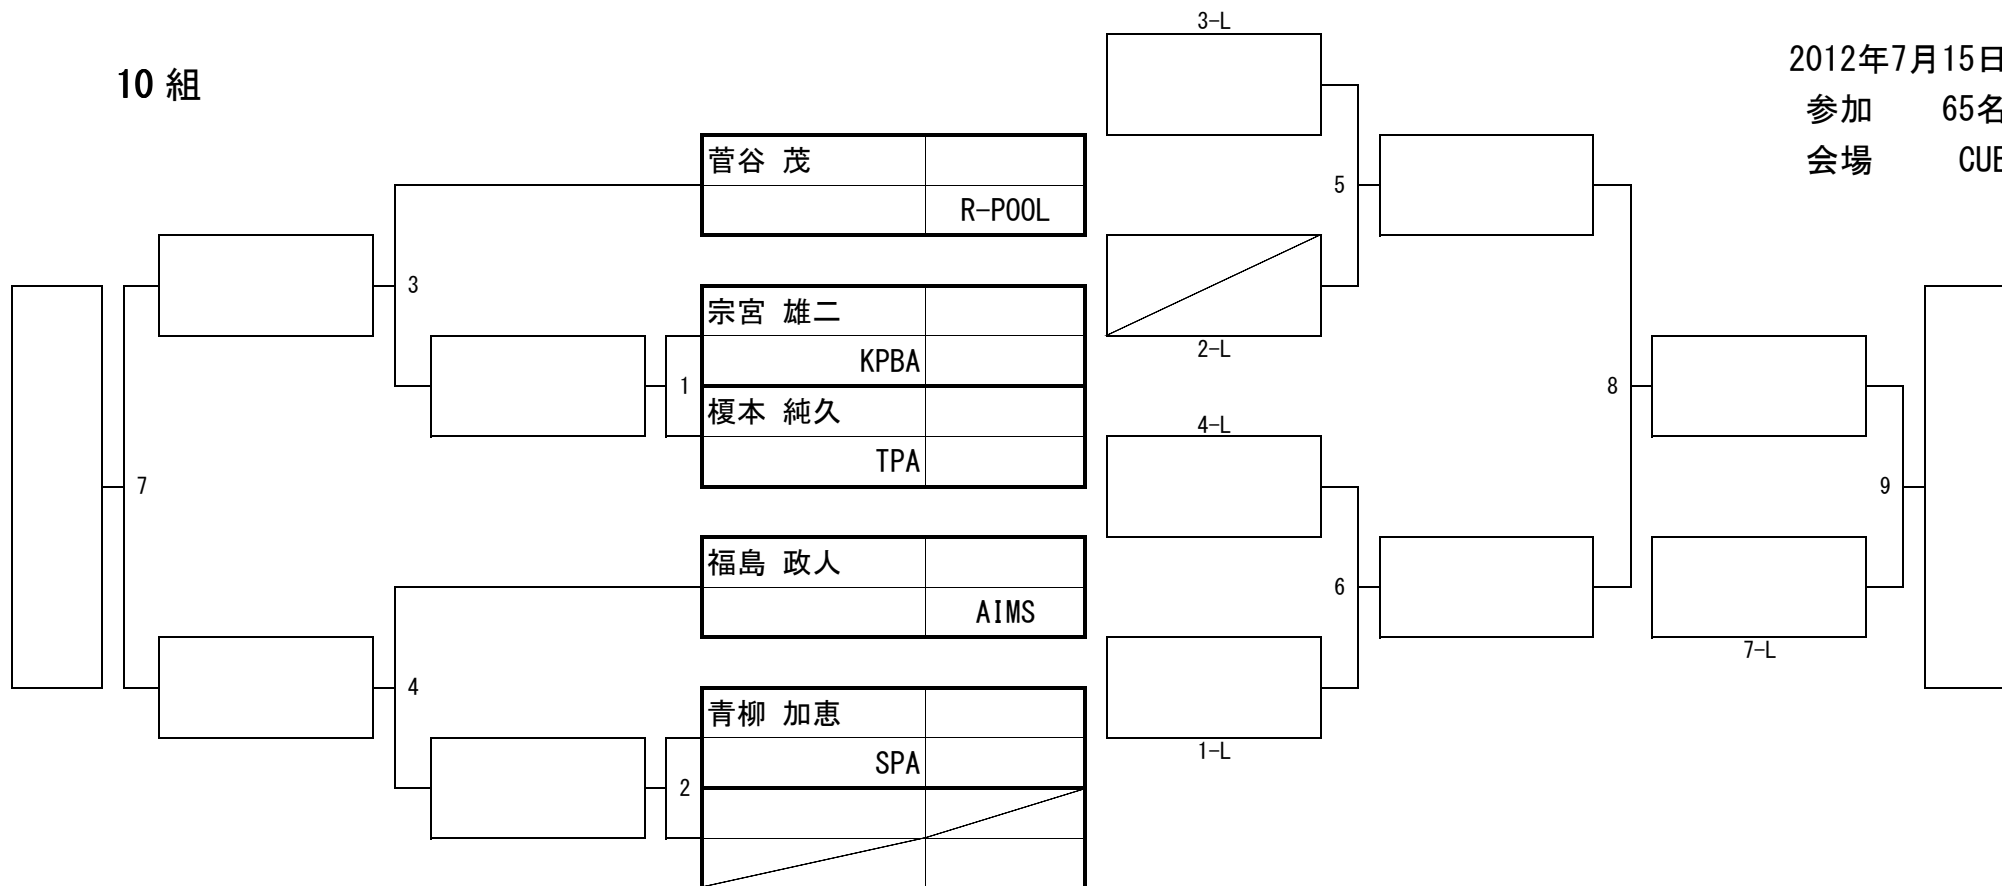 10 組
2012年7月15日
参加 65名
会場 CUE
菅谷 茂
R-POOL
宗宮 雄二
KPBA
榎本 純久
TPA
福島 政人
AIMS
青柳 加恵
SPA
3
1
7
4
2
3-L
5
2-L
4-L
6
1-L
8
7-L
9